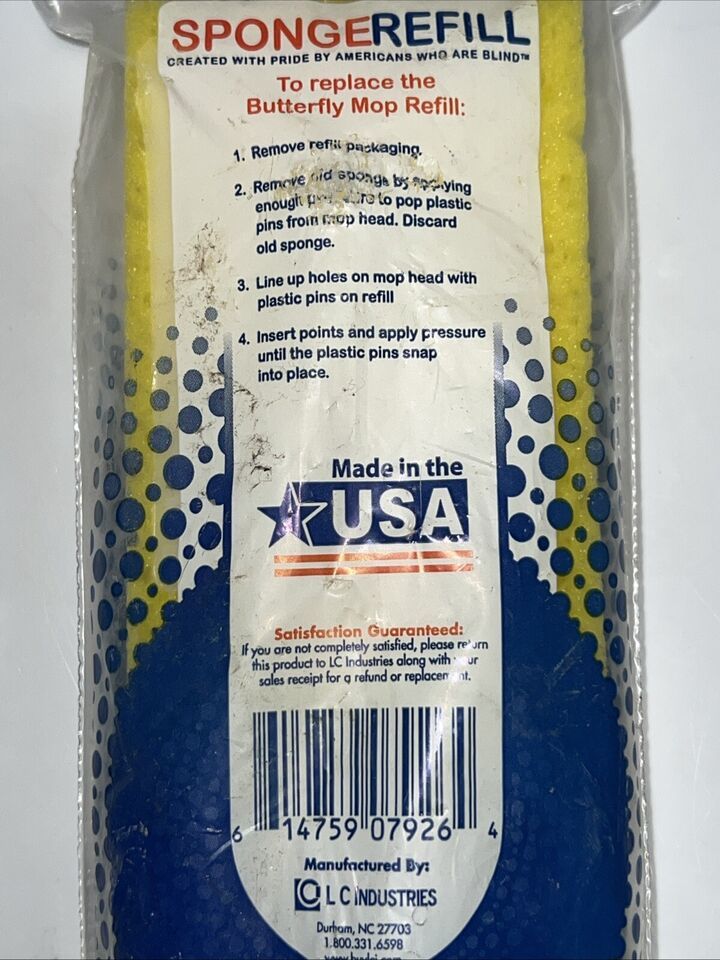 SPONGEREFILL
CREATED WITH PRIDE BY AMERICANS WHO ARE BLIND™
To replace the
Butterfly Mop Refill:
1. Remove refill packaging.
2. Remove old sponge by applying
enough pressure to pop plastic
pins from mop head. Discard
old sponge.
3. Line up holes on mop head with
plastic pins on refill
4. Insert points and apply pressure
until the plastic pins snap
into place.
Made in the
USA
Satisfaction Guaranteed:
If you are not completely satisfied, please return
this product to LC Industries along with your
sales receipt for a refund or replacement.
6 14759 07926 4
Manufactured By:
LC INDUSTRIES
Durham, NC 27703
1.800.331.6598